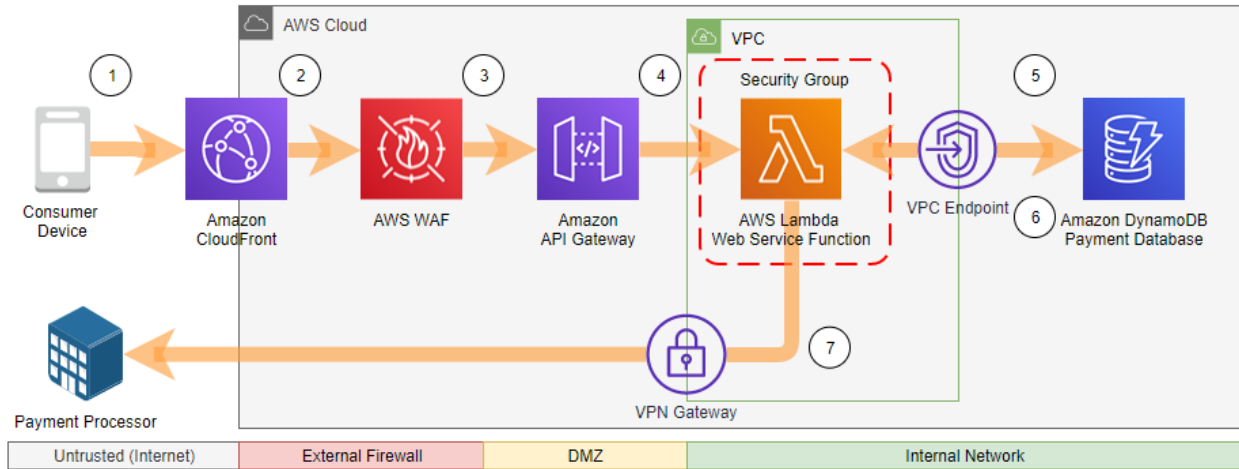 AWS Cloud
VPC
1
2
3
4
5
Security Group
Consumer
Device
Amazon
CloudFront
AWS WAF
Amazon
API Gateway
AWS Lambda
Web Service Function
VPC Endpoint
6
Amazon DynamoDB
Payment Database
7
Payment Processor
VPN Gateway
Untrusted (Internet)
External Firewall
DMZ
Internal Network